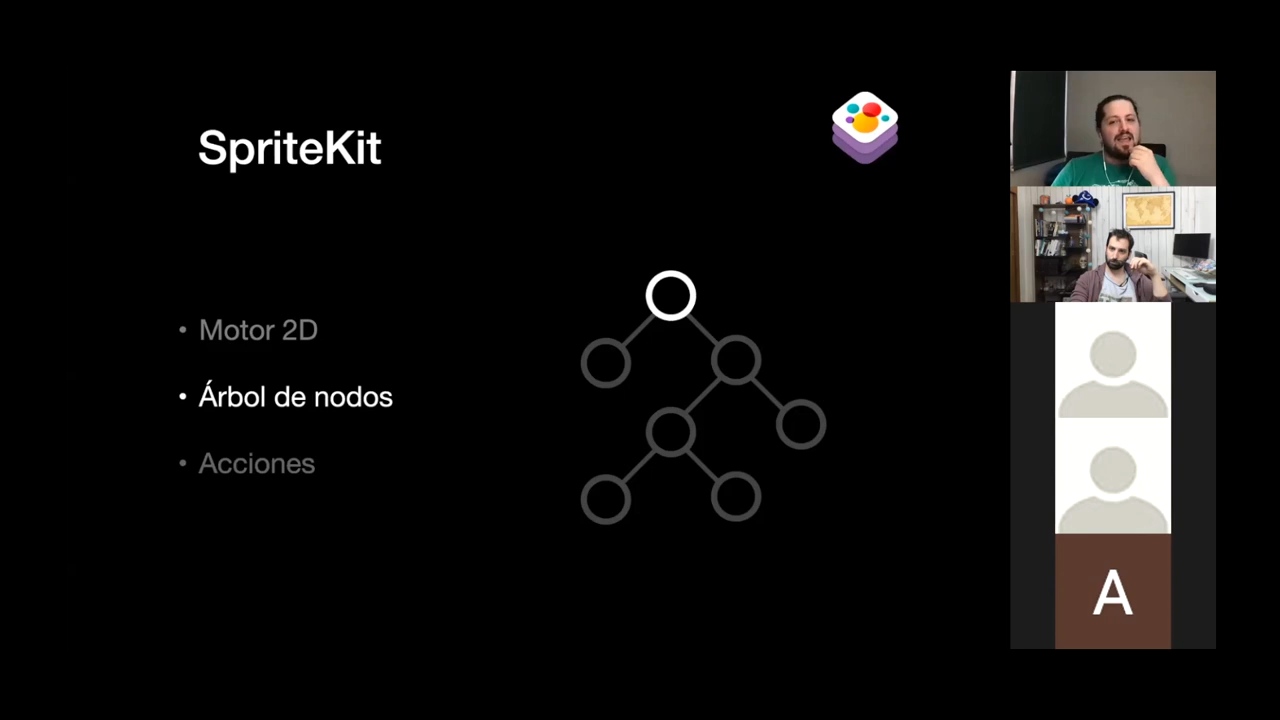 SpriteKit
• Motor 2D
• Árbol de nodos
• Acciones
A